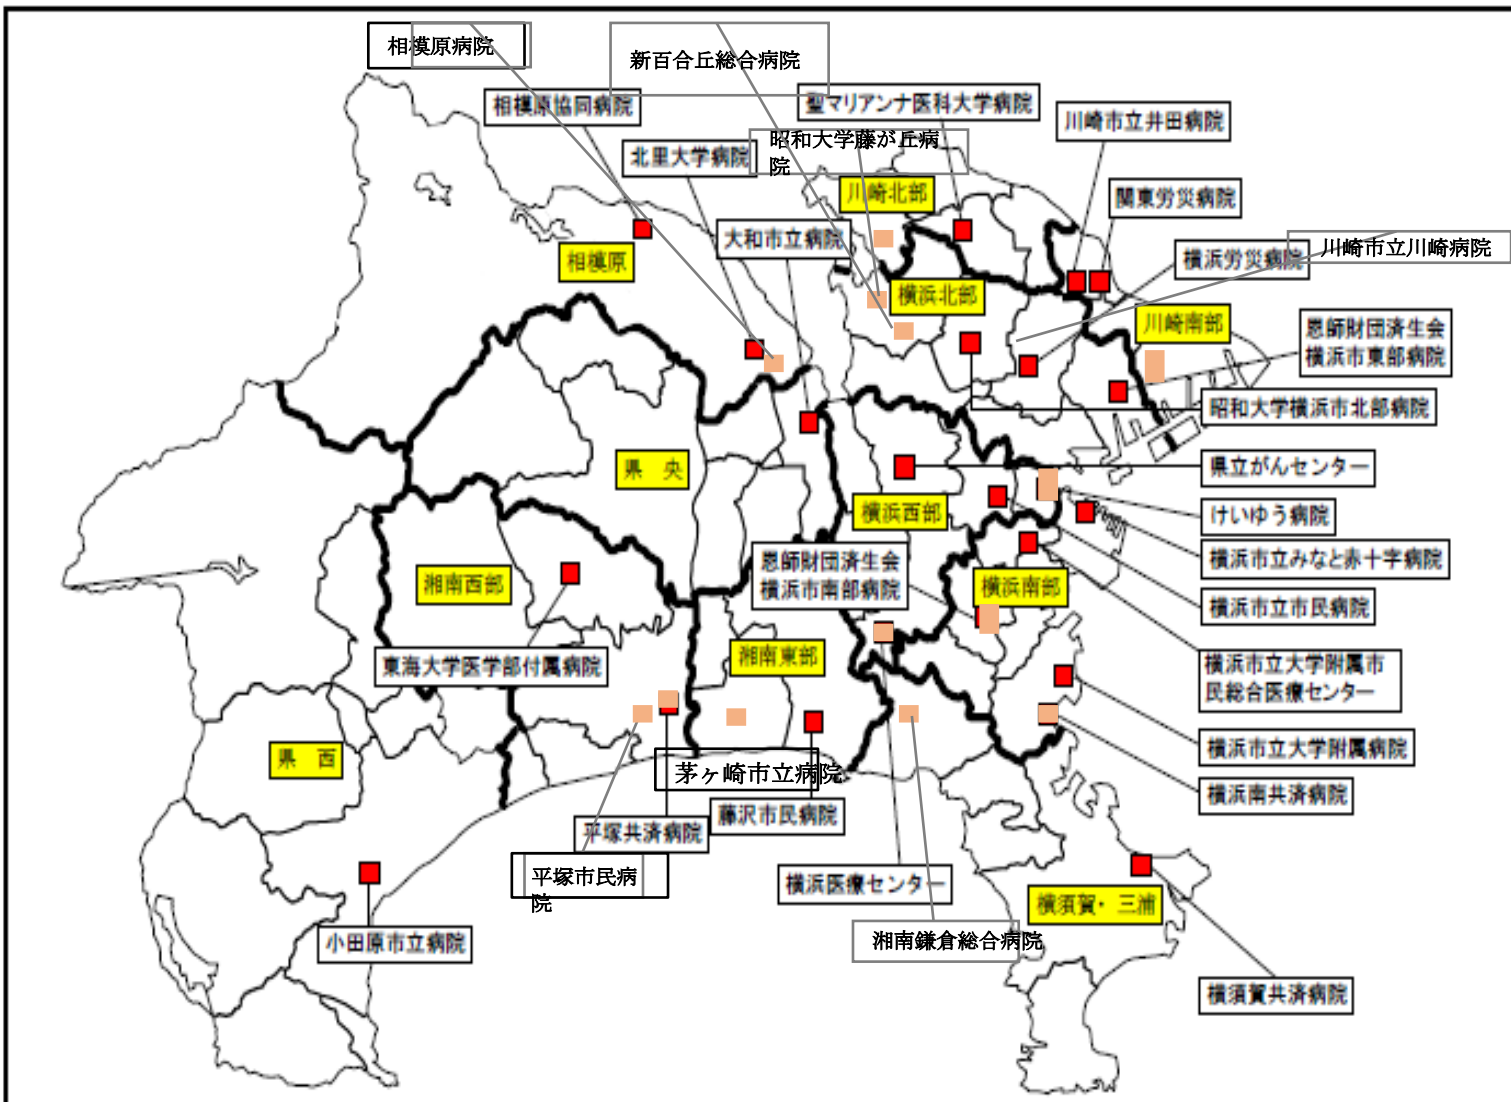 相模原病院
新百合丘総合病院
相模原協同病院
聖マリアンナ医科大学病院
川崎市立井田病院
昭和大学藤が丘病
院
北里大学病院
川崎北部
関東労災病院
大和市立病院
相模原
横浜労災病院
川崎市立川崎病院
横浜北部
川崎南部
恩師財団済生会
横浜市東部病院
昭和大学横浜市北部病院
県 央
県立がんセンター
横浜西部
けいゆう病院
恩師財団済生会
横浜市南部病院
横浜市立みなと赤十字病院
湘南西部
横浜南部
横浜市立市民病院
東海大学医学部付属病院
湘南東部
横浜市立大学附属市
民総合医療センター
県 西
横浜市立大学附属病院
茅ヶ崎市立病院
横浜南共済病院
藤沢市民病院
平塚共済病院
平塚市民病
院
横浜医療センター
横須賀・三浦
小田原市立病院
湘南鎌倉総合病院
横須賀共済病院